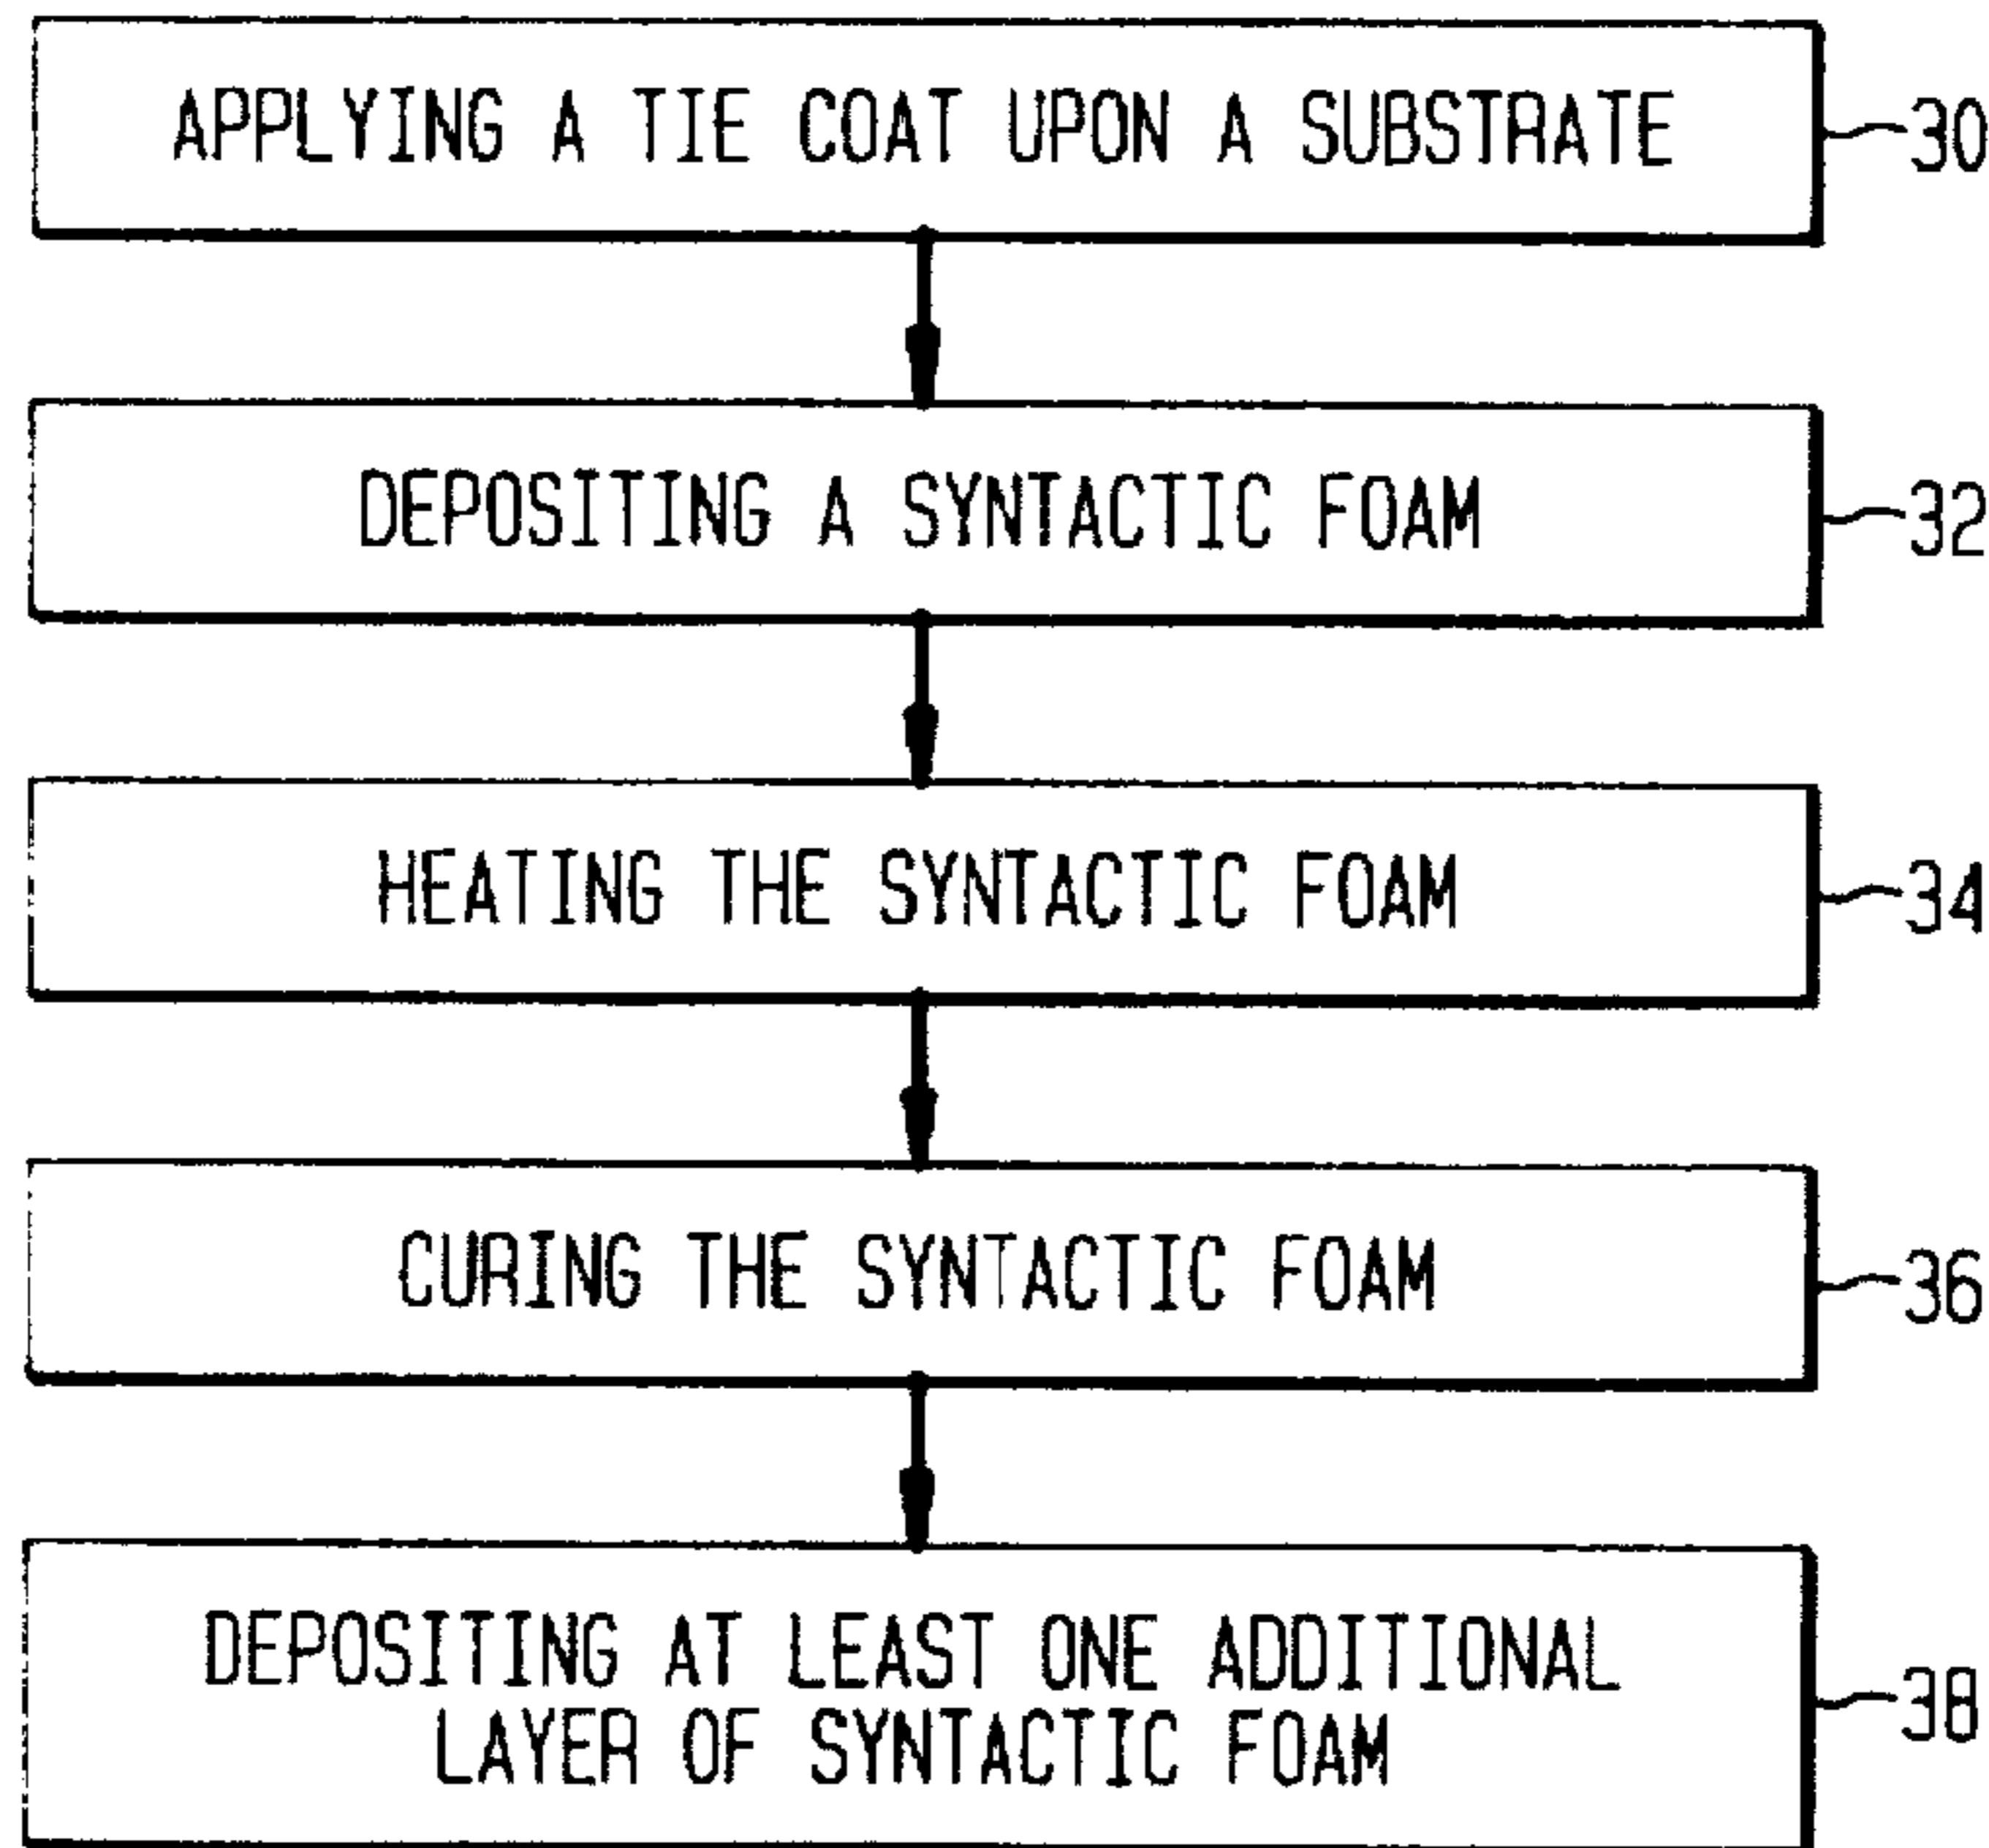 APPLYING A TIE COAT UPON A SUBSTRATE 30
DEPOSITING A SYNTACTIC FOAM 32
HEATING THE SYNTACTIC FOAM 34
CURING THE SYNTACTIC FOAM 36
DEPOSITING AT LEAST ONE ADDITIONAL
LAYER OF SYNTACTIC FOAM
38